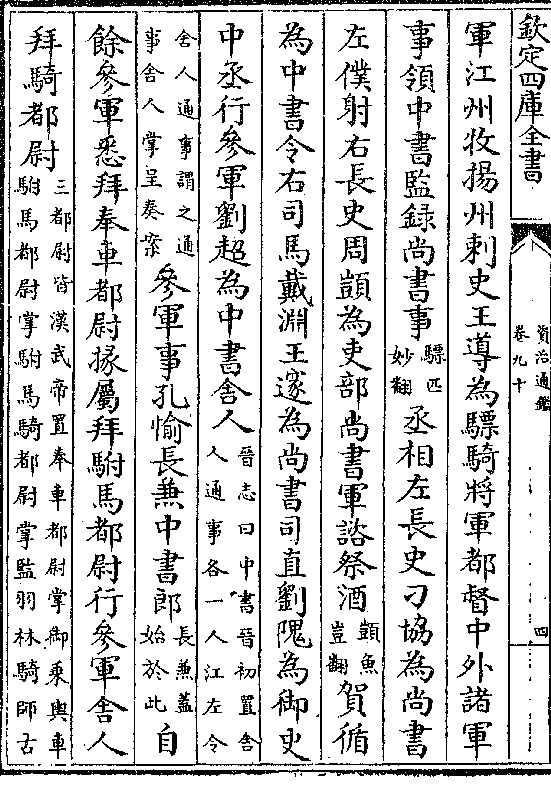 欽定四庫全書
資治通鑑
卷九十
四
軍江州牧揚州刺史王導為驃騎將軍都督中外諸軍
事領中書監錄尚書事驃匹妙翻丞相左長史刁協為尚書
左僕射右長史周顗為吏部尚書軍諮祭酒顗魚豈翻賀循
為中書令右司馬戴淵王邃為尚書司直劉隗為御史
中丞行參軍劉超為中書舍人晉志曰中書晉初置舍人通事各一人江左令
舍人通事謂之通事舍人掌呈奏案參軍事孔愉長兼中書郎長兼蓋始於此自
餘參軍悉拜奉車都尉掾屬拜駙馬都尉行參軍舍人
拜騎都尉三都尉皆漢武帝置奉車都尉掌御乘輿車駙馬都尉掌駙馬騎都尉掌監羽林騎師古